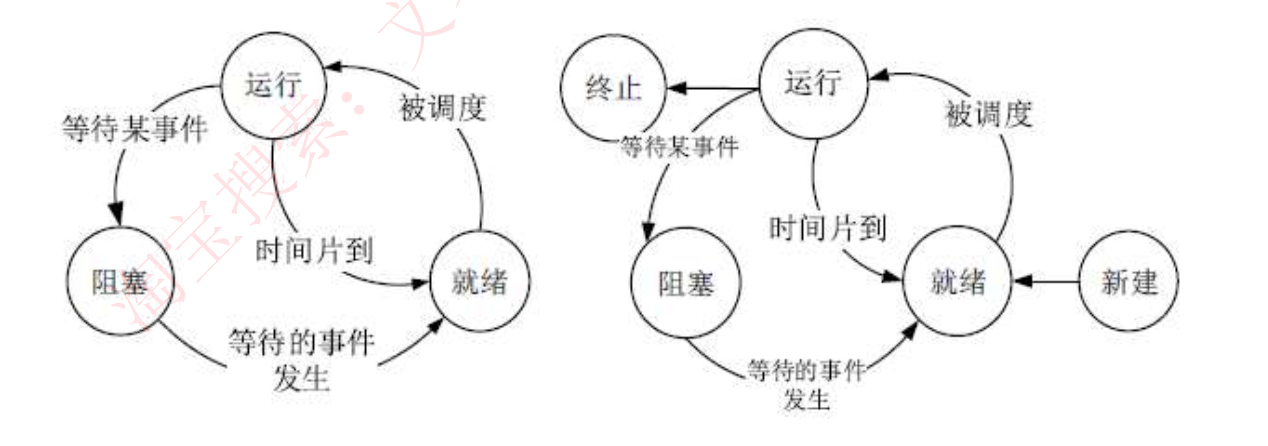 运行
被调度
等待某事件
时间片到
阻塞
就绪
等待的事件
发生
终止
运行
被调度
等待某事件
时间片到
阻塞
就绪
新建
等待的事件
发生
淘宝搜索：文